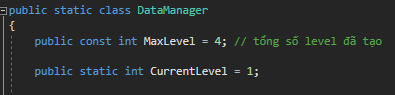 public static class DataManager
{
public const int MaxLevel = 4; // tổng số level đã tạo
public static int CurrentLevel = 1;